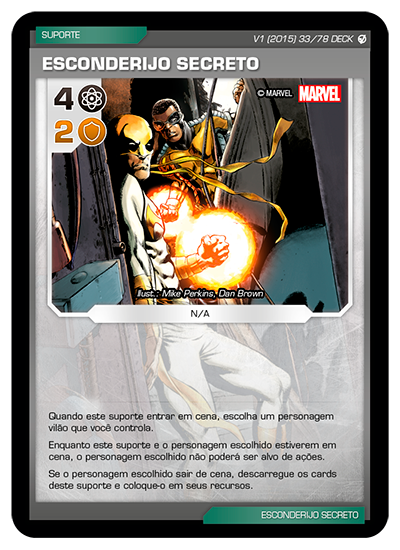 SUPORTE
V1 (2015) 33/78 DECK
ESCONDERIJO SECRETO
4
© MARVEL MARVEL
2
Ilust.: Mike Perkins, Dan Brown
N/A
Quando este suporte entrar em cena, escolha um personagem
vilão que você controla.
Enquanto este suporte e o personagem escolhido estiverem em
cena, o personagem escolhido não poderá ser alvo de ações.
Se o personagem escolhido sair de cena, descarregue os cards
deste suporte e coloque-o em seus recursos.
ESCONDERIJO SECRETO